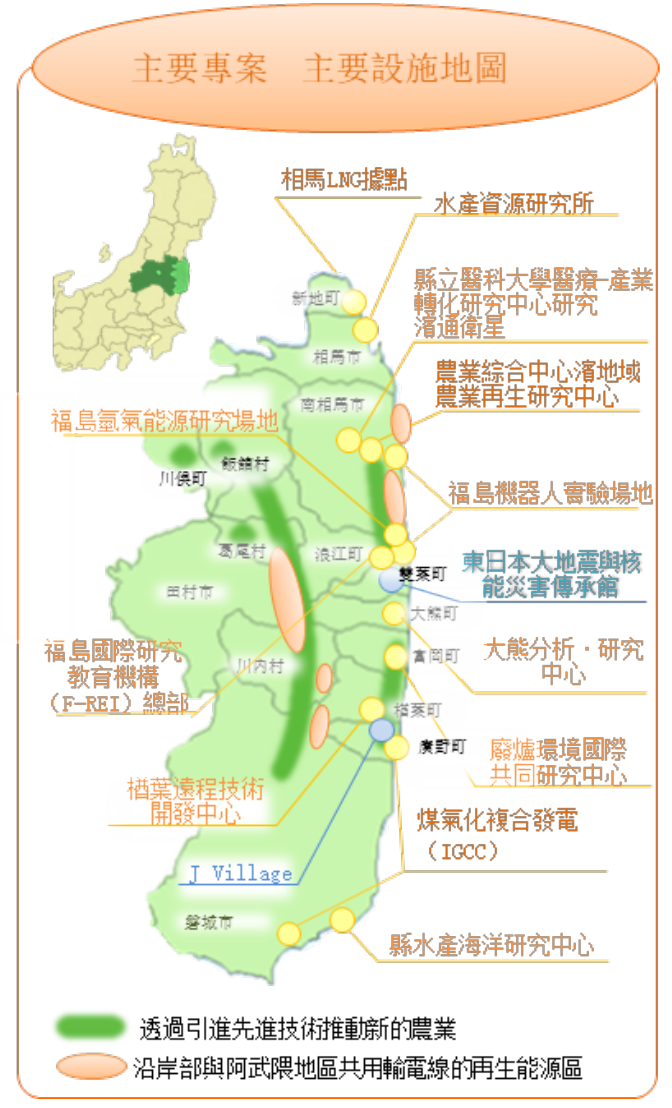 主要專案 主要設施地圖
相馬LNG據點
水產資源研究所
新地町
縣立醫科大學醫療-產業
轉化研究中心研究
濱通衛星
相馬市
農業綜合中心濱地域
農業再生研究中心
南相馬市
福島氫氣能源研究場地
飯舘村
川俣町
福島機器人實驗場地
葛尾村
浪江町
東日本大地震與核
能災害傳承館
雙葉町
田村市
大熊町
福島國際研究
教育機構
（F-REI）總部
川內村
富岡町
大熊分析·研究
中心
楢葉町
廣野町
廢爐環境國際
共同研究中心
楢葉遠程技術
開發中心
煤氣化複合發電
（IGCC）
J Village
磐城市
縣水產海洋研究中心
透過引進先進技術推動新的農業
沿岸部與阿武隈地區共用輸電線的再生能源區